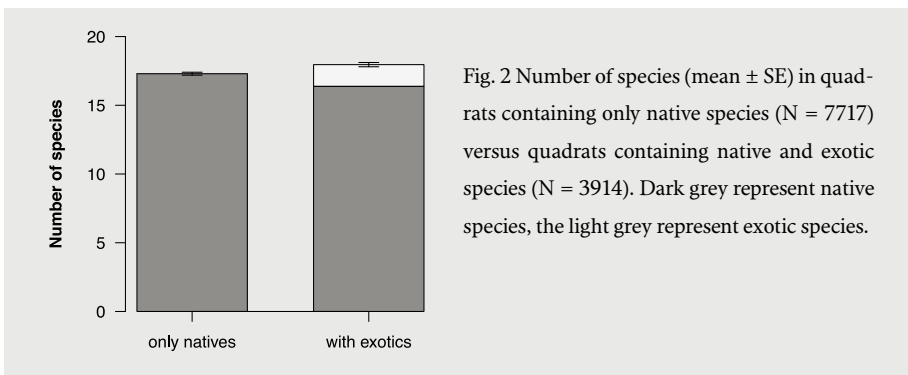 20
15
10
5
0
Number of species
only natives
with exotics
Fig. 2 Number of species (mean ± SE) in quad-
rats containing only native species (N = 7717)
versus quadrats containing native and exotic
species (N = 3914). Dark grey represent native
species, the light grey represent exotic species.